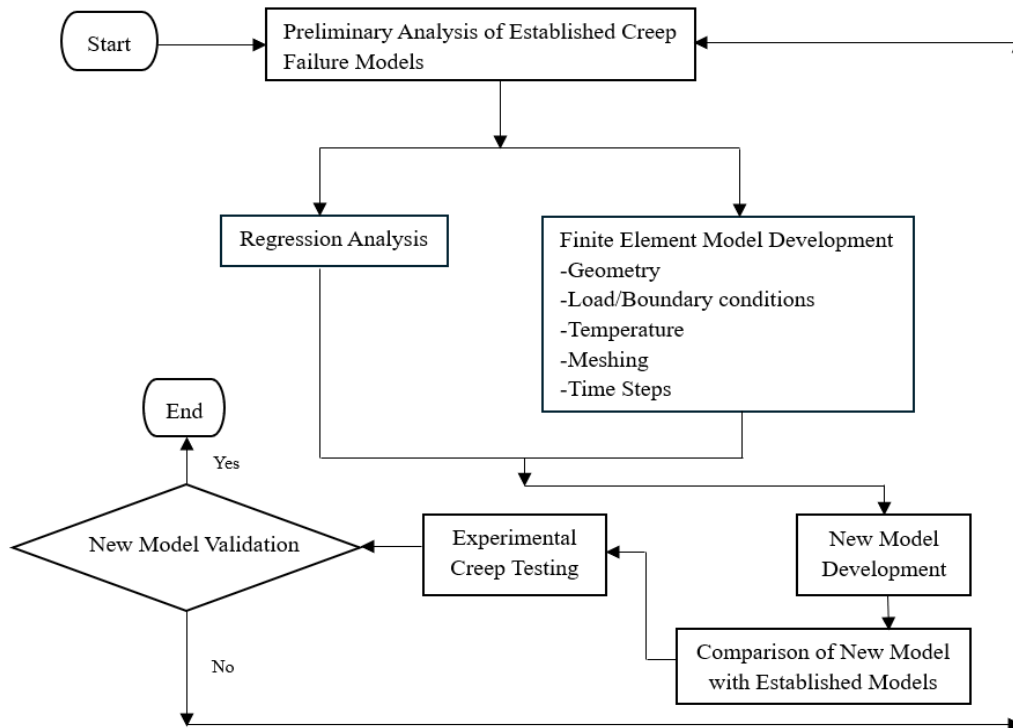 Start
Preliminary Analysis of Established Creep
Failure Models
Regression Analysis
Finite Element Model Development
-Geometry
-Load/Boundary conditions
-Temperature
-Meshing
-Time Steps
End
Yes
New Model Validation
Experimental
Creep Testing
New Model
Development
Comparison of New Model
with Established Models
No